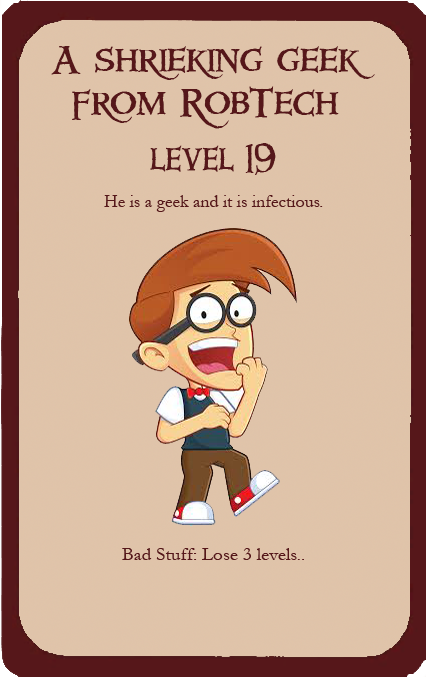 A SHRIEKING GEEK
FROM ROBTECH
LEVEL 19
He is a geek and it is infectious.
Bad Stuff: Lose 3 levels..